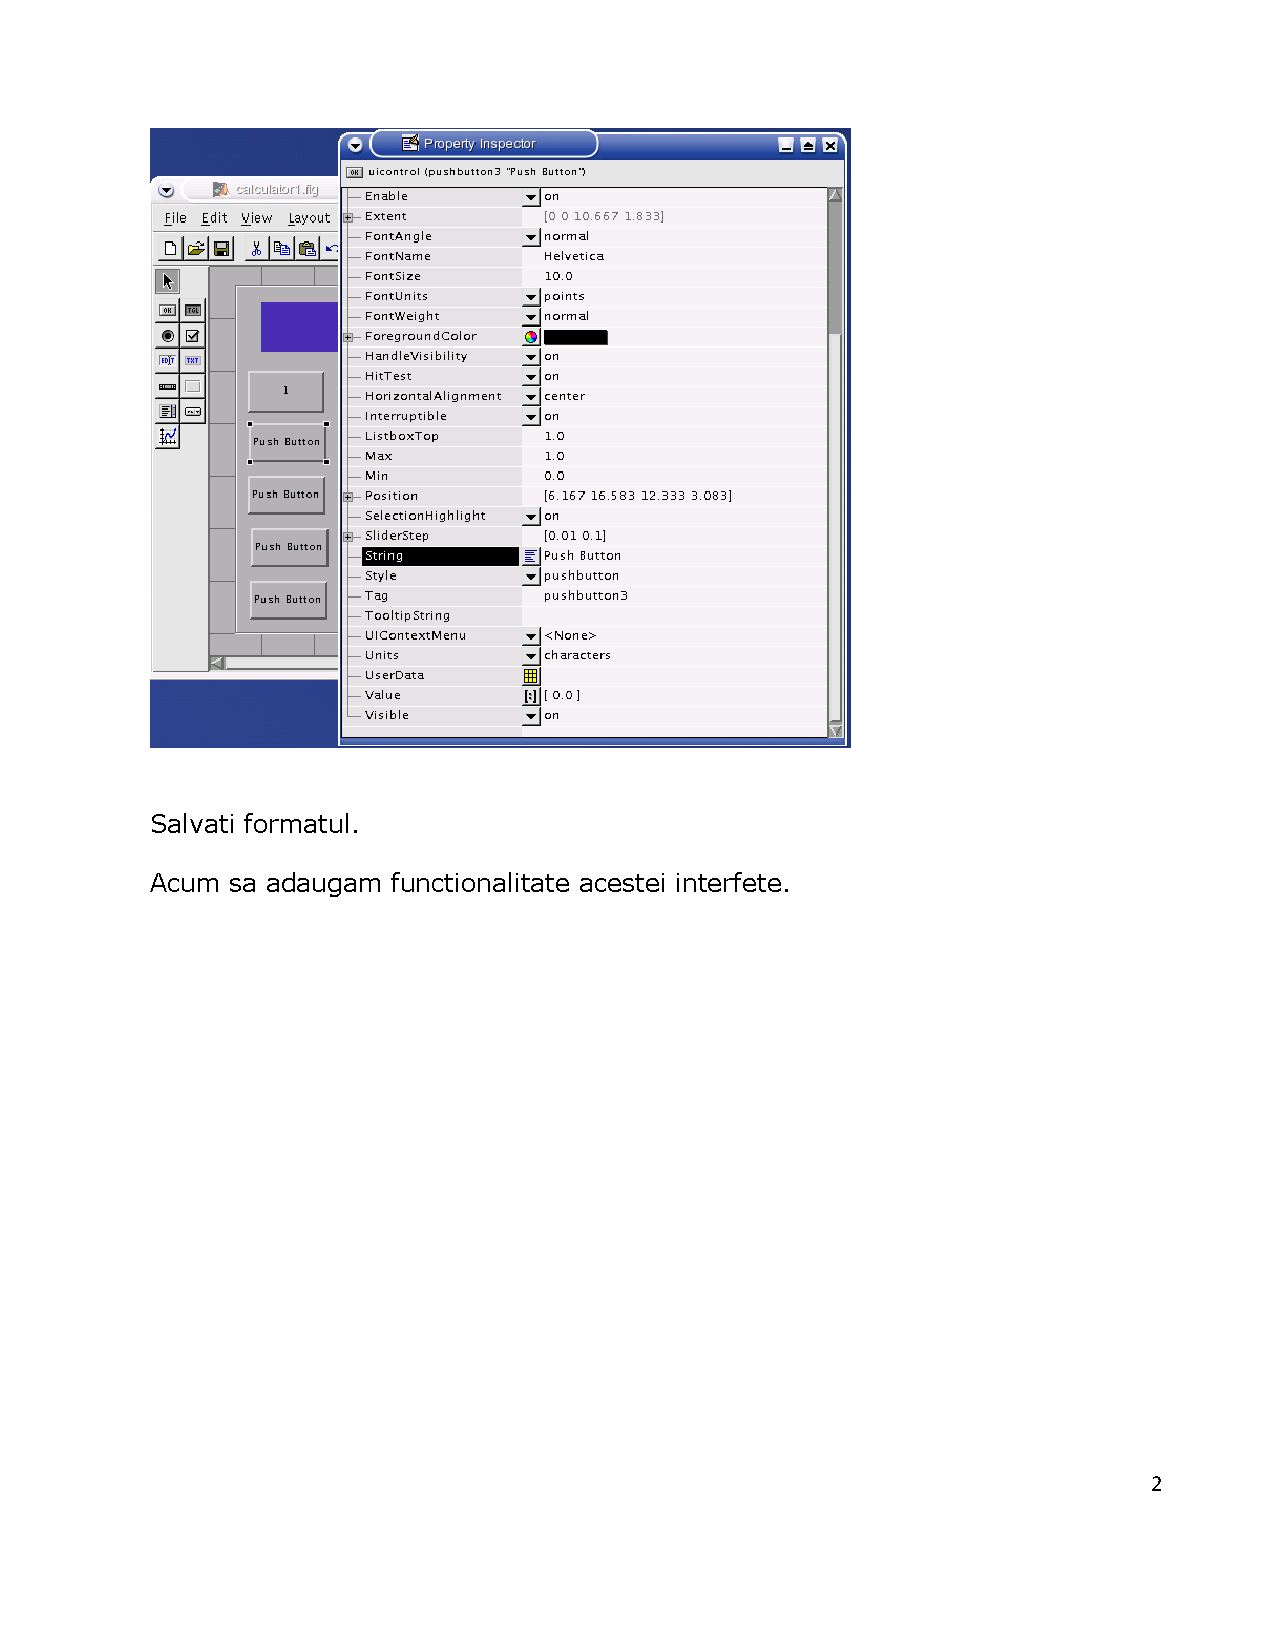 Property Inspector
uicontrol (pushbutton3 "Push Button")
calculator1.fig
File Edit View Layout
OK TGL
EDIT TXT
1
Push Button
Push Button
Push Button
Push Button
Enable on
Extent [0 0 10.667 1.833]
FontAngle normal
FontName Helvetica
FontSize 10.0
FontUnits points
FontWeight normal
ForegroundColor
HandleVisibility on
HitTest on
HorizontalAlignment center
Interruptible on
ListboxTop 1.0
Max 1.0
Min 0.0
Position [6.167 16.583 12.333 3.083]
SelectionHighlight on
SliderStep [0.01 0.1]
String Push Button
Style pushbutton
Tag pushbutton3
TooltipString
UIContextMenu <None>
Units characters
UserData
Value [ 0.0 ]
Visible on
Salvati formatul.
Acum sa adaugam functionalitate acestei interfete.
2